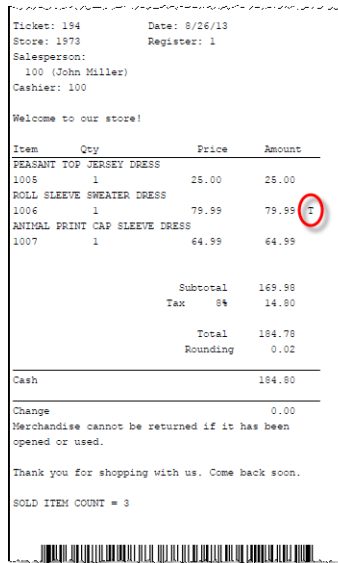 Ticket: 194 Date: 8/26/13
Store: 1973 Register: 1
Salesperson:
100 (John Miller)
Cashier: 100
Welcome to our store!
Item Qty Price Amount
PEASANT TOP JERSEY DRESS
1005 1 25.00 25.00
ROLL SLEEVE SWEATER DRESS
1006 1 79.99 79.99 T
ANIMAL PRINT CAP SLEEVE DRESS
1007 1 64.99 64.99
Subtotal 169.98
Tax 8% 14.80
Total 184.78
Rounding 0.02
Cash 184.80
Change 0.00
Merchandise cannot be returned if it has been
opened or used.
Thank you for shopping with us. Come back soon.
SOLD ITEM COUNT = 3